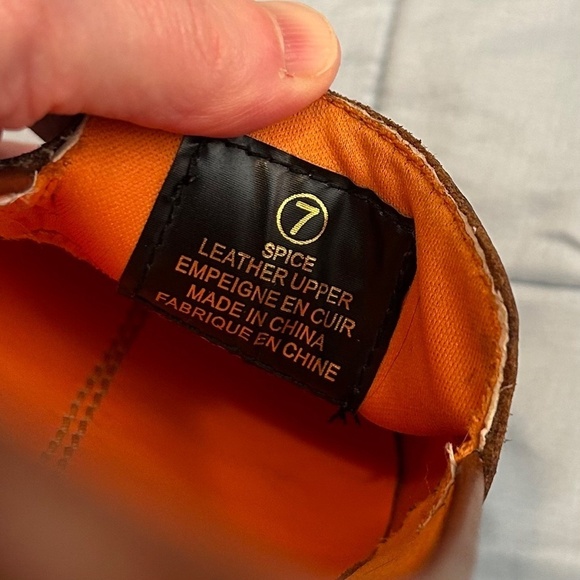 7
SPICE
LEATHER UPPER
EMPEIGNE EN CUIR
MADE IN CHINA
FABRIQUE EN CHINE